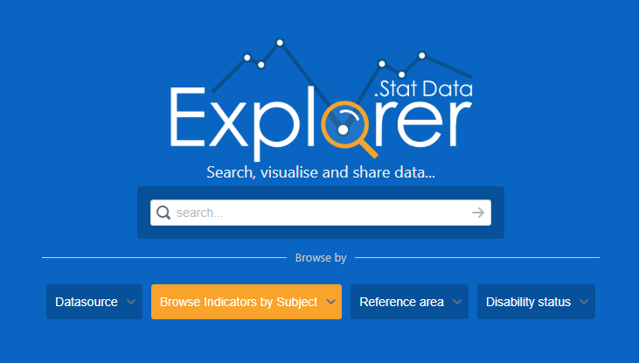 .Stat Data
Explorer
Search, visualise and share data...
search...
Browse by
Datasource
Browse Indicators by Subject
Reference area
Disability status